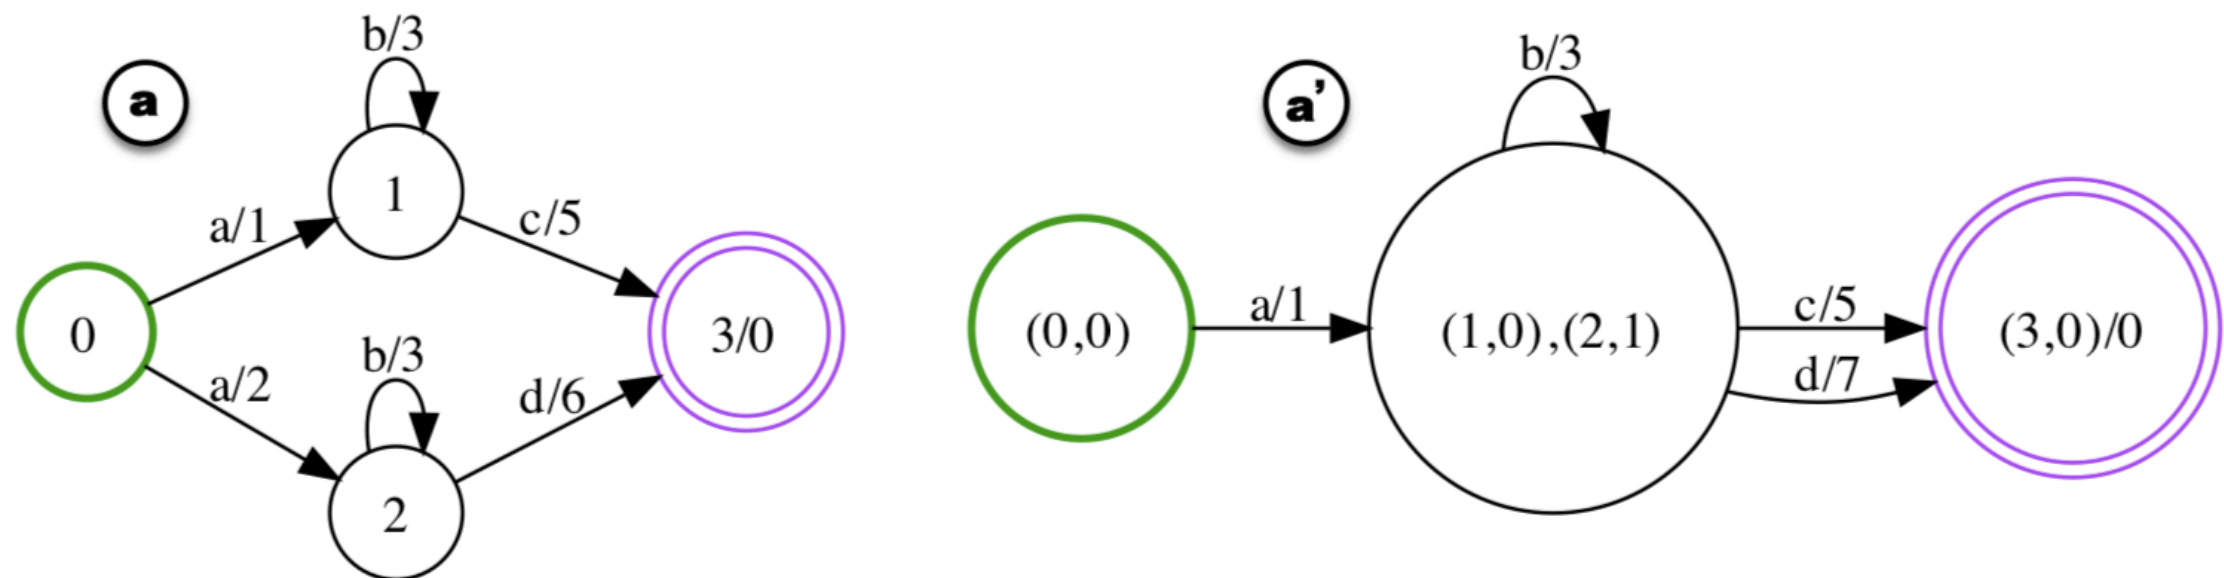 a
b/3
1
a/1
c/5
0
3/0
b/3
a/2
d/6
2
a’
b/3
(0,0)
a/1
(1,0),(2,1)
c/5
d/7
(3,0)/0